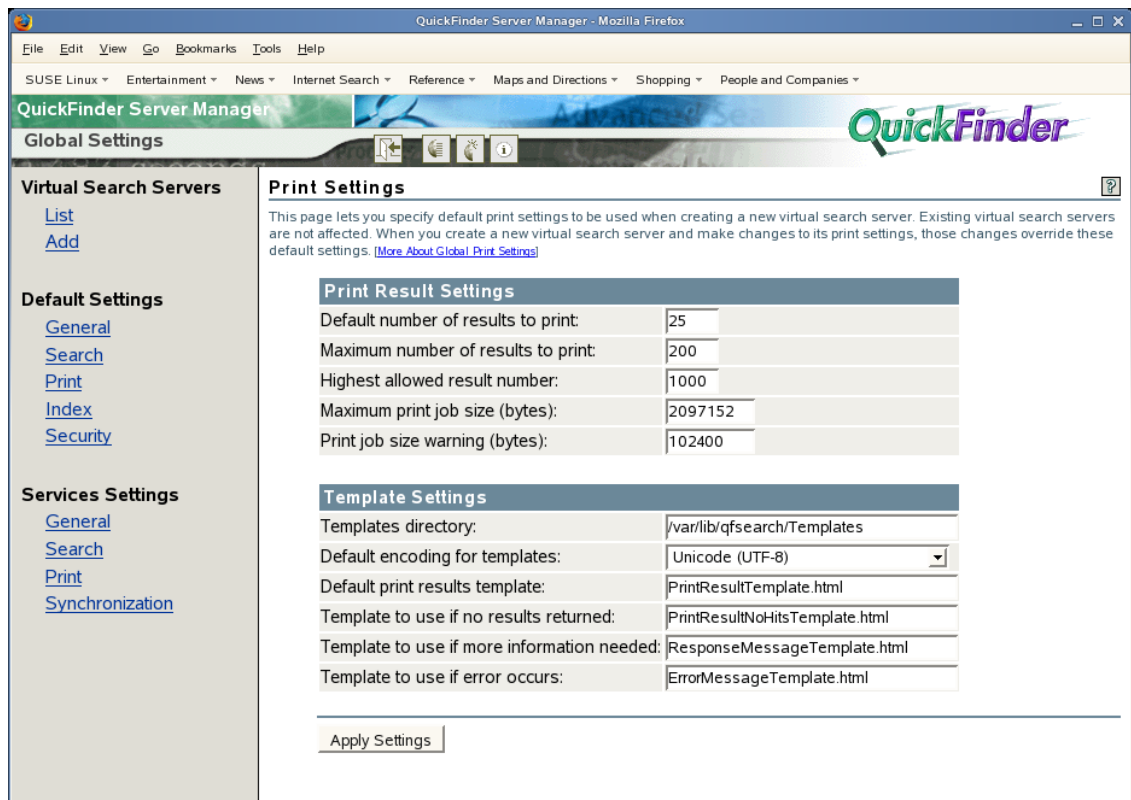 QuickFinder Server Manager - Mozilla Firefox
File Edit View Go Bookmarks Tools Help
SUSE Linux Entertainment News Internet Search Reference Maps and Directions Shopping People and Companies
QuickFinder Server Manager
Advanced Sea
QuickFinder
Global Settings
Virtual Search Servers
List
Add
Default Settings
General
Search
Print
Index
Security
Services Settings
General
Search
Print
Synchronization
Print Settings
?
This page lets you specify default print settings to be used when creating a new virtual search server. Existing virtual search servers
are not affected. When you create a new virtual search server and make changes to its print settings, those changes override these
default settings. [More About Global Print Settings]
Print Result Settings
Default number of results to print: 25
Maximum number of results to print: 200
Highest allowed result number: 1000
Maximum print job size (bytes): 2097152
Print job size warning (bytes): 102400
Template Settings
Templates directory: /var/lib/qfsearch/Templates
Default encoding for templates: Unicode (UTF-8)
Default print results template: PrintResultTemplate.html
Template to use if no results returned: PrintResultNoHitsTemplate.html
Template to use if more information needed: ResponseMessageTemplate.html
Template to use if error occurs: ErrorMessageTemplate.html
Apply Settings